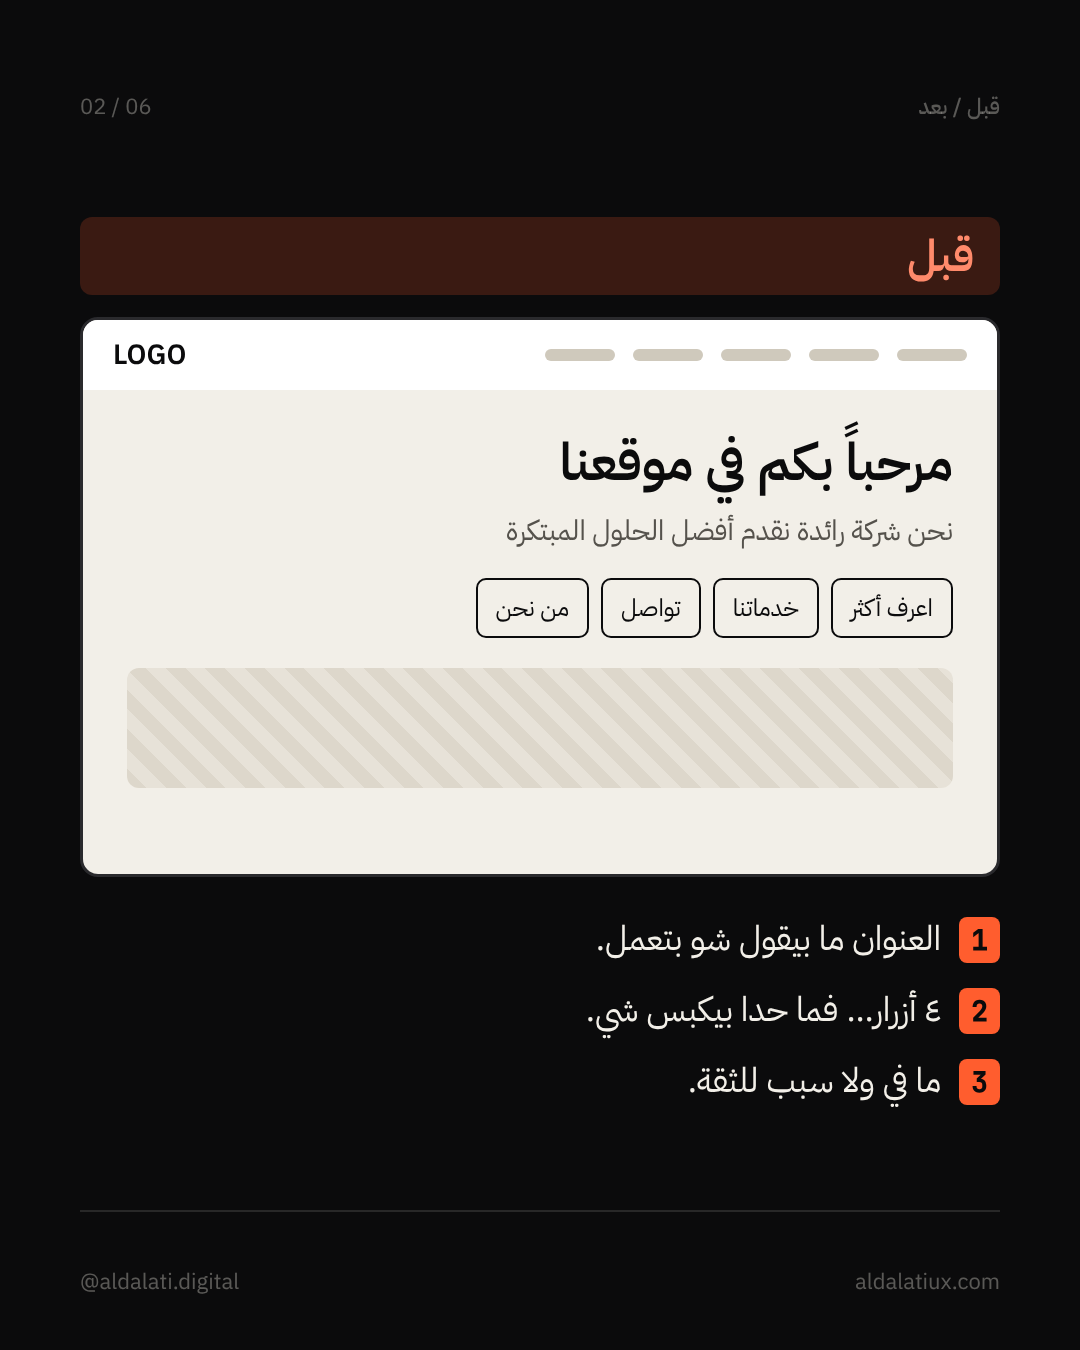 قبل / بعد
02 / 06
قبل
LOGO
مرحباً بكم في موقعنا
نحن شركة رائدة نقدم أفضل الحلول المبتكرة
اعرف أكثر
خدماتنا
تواصل
من نحن
1 العنوان ما بيقول شو بتعمل.
2 ٤ أزرار... فما حدا بيكبس شي.
3 ما في ولا سبب للثقة.
@aldalati.digital
aldalatiux.com